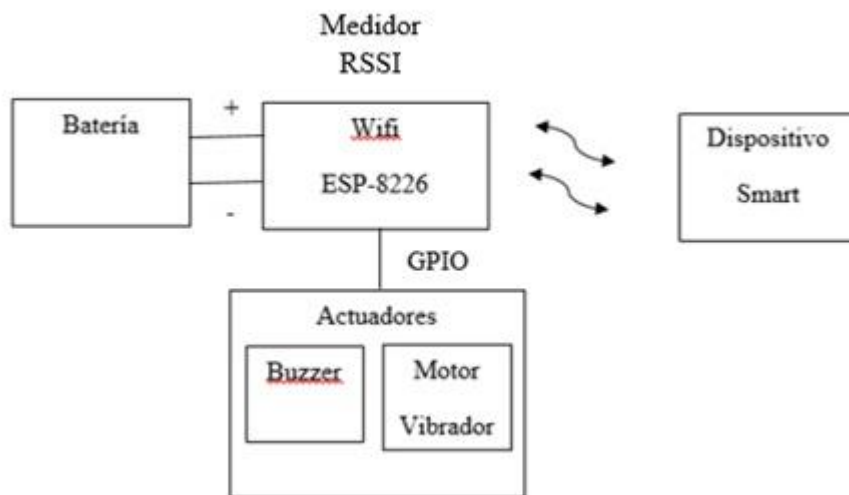 Medidor
RSSI
Batería
+
-
Wifi
ESP-8226
Dispositivo
Smart
GPIO
Actuadores
Buzzer
Motor
Vibrador